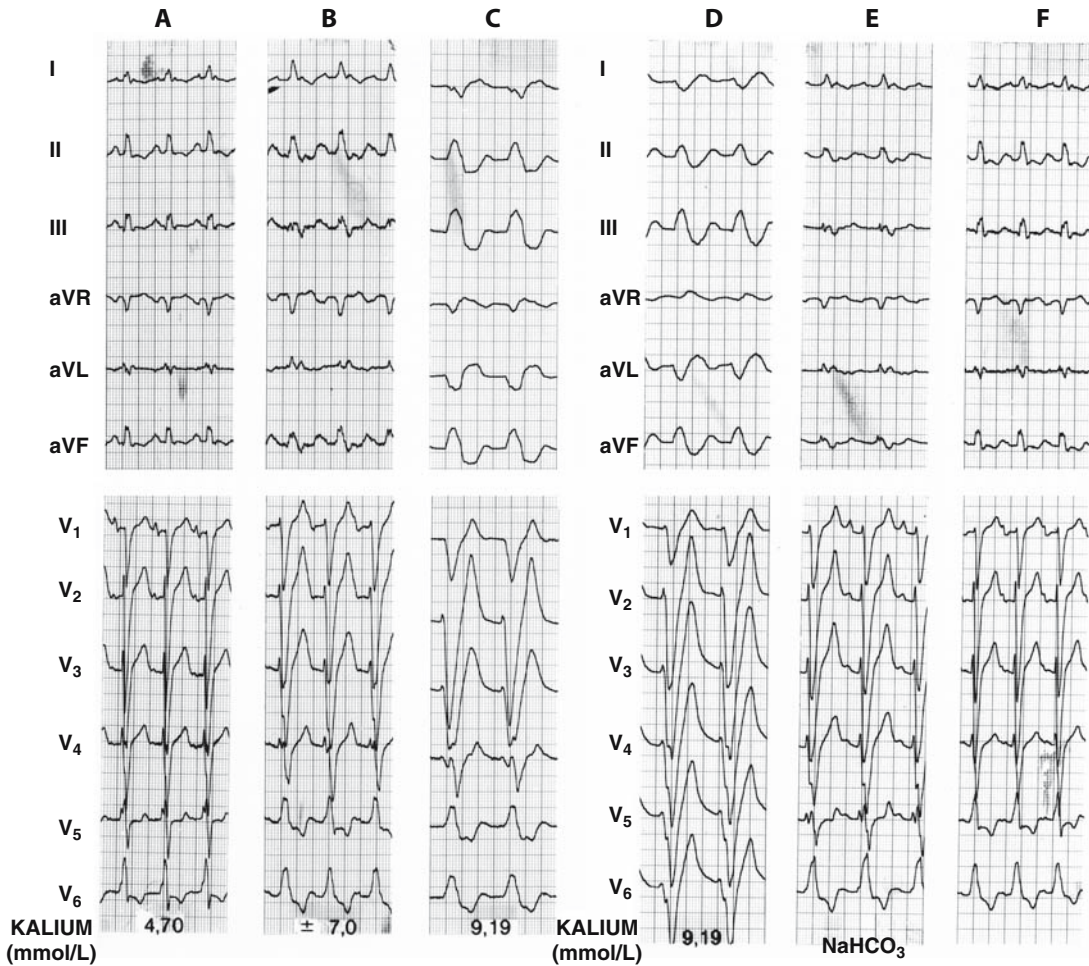 A B C D E F
I I
II II
III III
aVR aVR
aVL aVL
aVF aVF
V1 V1
V2 V2
V3 V3
V4 V4
V5 V5
V6 V6
KALIUM 4,70 ± 7,0 9,19 KALIUM 9,19 NaHCO3
(mmol/L) (mmol/L)